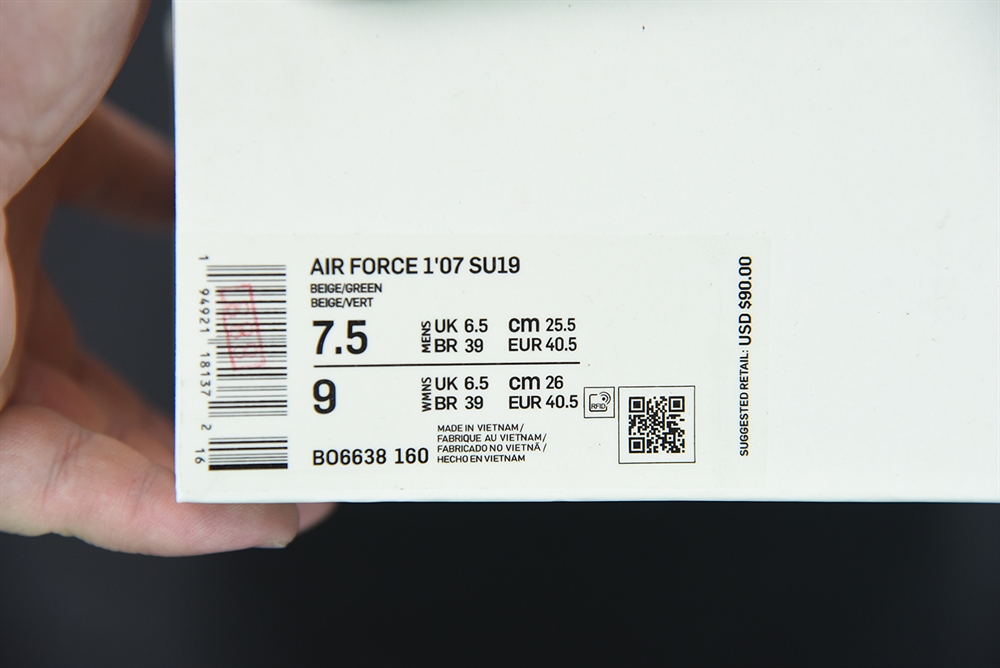 AIR FORCE 1'07 SU19
BEIGE/GREEN
BEIGE/VERT
7.5
MENS
UK 6.5 cm 25.5
BR 39 EUR 40.5
9
WMNS
UK 6.5 cm 26
BR 39 EUR 40.5
RFID
BO6638 160
MADE IN VIETNAM/
FABRIQUE AU VIETNAM/
FABRICADO NO VIETNÃ/
HECHO EN VIETNAM
SUGGESTED RETAIL: USD $90.00
1 94921 18137 2
16